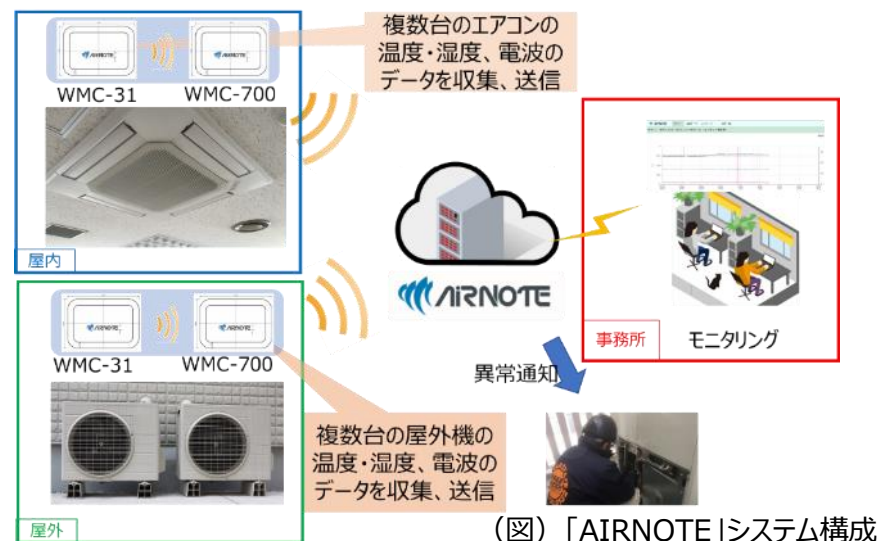 AIRNOTE
AIRNOTE
WMC-31
WMC-700
複数台のエアコンの
温度・湿度、電波の
データを収集、送信
屋内
AIRNOTE
AIRNOTE
WMC-31
WMC-700
複数台の屋外機の
温度・湿度、電波の
データを収集、送信
屋外
AIRNOTE
異常通知
事務所
モニタリング
（図）「AIRNOTE」システム構成